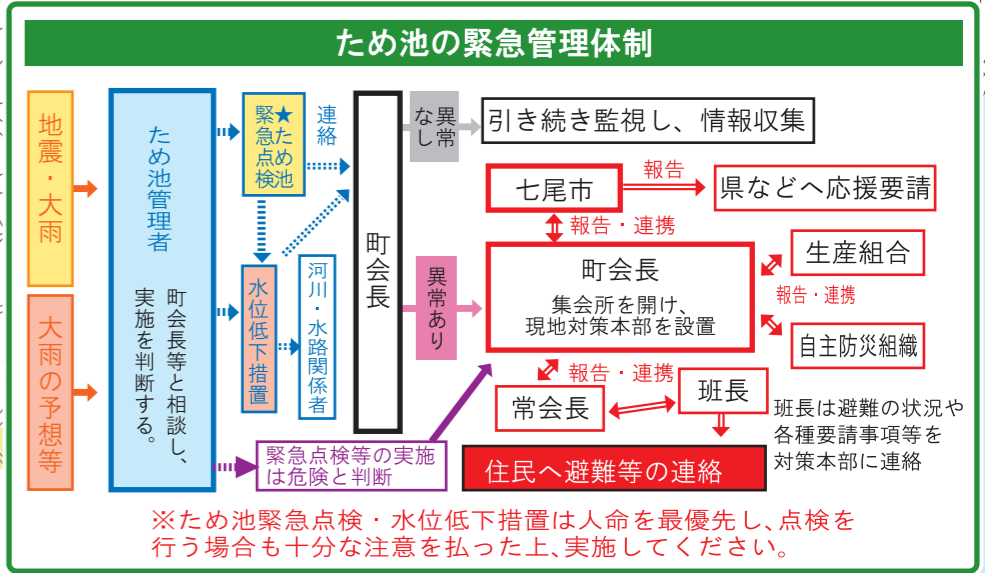 ため池の緊急管理体制
地震・大雨
大雨の予想等
ため池管理者
町会長等と相談し、
実施を判断する。
★ため池
緊急点検
連絡
水位低下措置
河川・水路関係者
緊急点検等の実施
は危険と判断
町会長
異常
なし
引き続き監視し、情報収集
異常あり
七尾市
報告
県などへ応援要請
報告・連携
町会長
集会所を開け、
現地対策本部を設置
生産組合
報告・連携
自主防災組織
報告・連携
常会長
班長
班長は避難の状況や
各種要請事項等を
対策本部に連絡
住民へ避難等の連絡
※ため池緊急点検・水位低下措置は人命を最優先し、点検を
行う場合も十分な注意を払った上、実施してください。